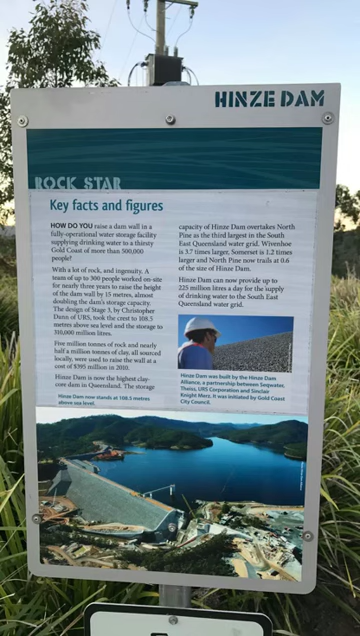 HINZE DAM
ROCK STAR
Key facts and figures
HOW DO YOU raise a dam wall in a
fully-operational water storage facility
supplying drinking water to a thirsty
Gold Coast of more than 500,000
people?
With a lot of rock, and ingenuity. A
team of up to 300 people worked on-site
for nearly three years to raise the height
of the dam wall by 15 metres, almost
doubling the dam's storage capacity.
The design of Stage 3, by Christopher
Dunn of URS, took the crest to 108.5
metres above sea level and the storage to
310,000 million litres.
Five million tonnes of rock and nearly
half a million tonnes of clay, all sourced
locally, were used to raise the wall at a
cost of $395 million in 2010.
Hinze Dam is now the highest clay-
core dam in Queensland. The storage
Hinze Dam now stands at 108.5 metres
above sea level.
capacity of Hinze Dam overtakes North
Pine as the third largest in the South
East Queensland water grid. Wivenhoe
is 3.7 times larger, Somerset is 1.2 times
larger and North Pine now trails at 0.6
of the size of Hinze Dam.
Hinze Dam can now provide up to
225 million litres a day for the supply
of drinking water to the South East
Queensland water grid.
Hinze Dam was built by the Hinze Dam
Alliance, a partnership between Seqwater,
Theiss, URS Corporation and Sinclair
Knight Merz. It was initiated by Gold Coast
City Council.